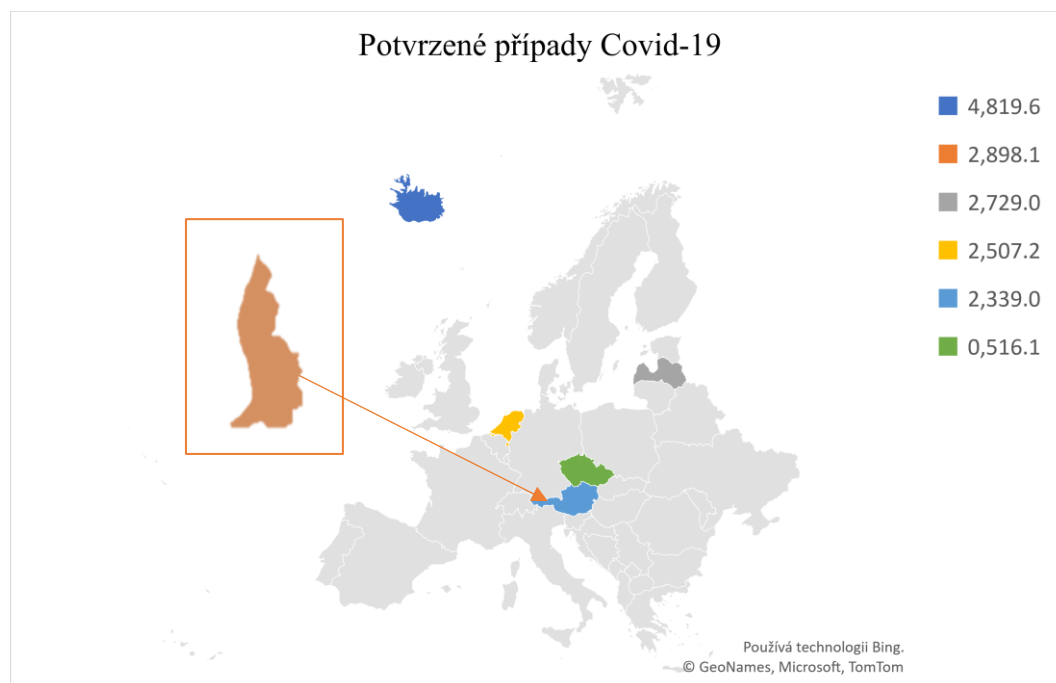 Potvrzené případy Covid-19
4,819.6
2,898.1
2,729.0
2,507.2
2,339.0
0,516.1
Používá technologii Bing.
© GeoNames, Microsoft, TomTom